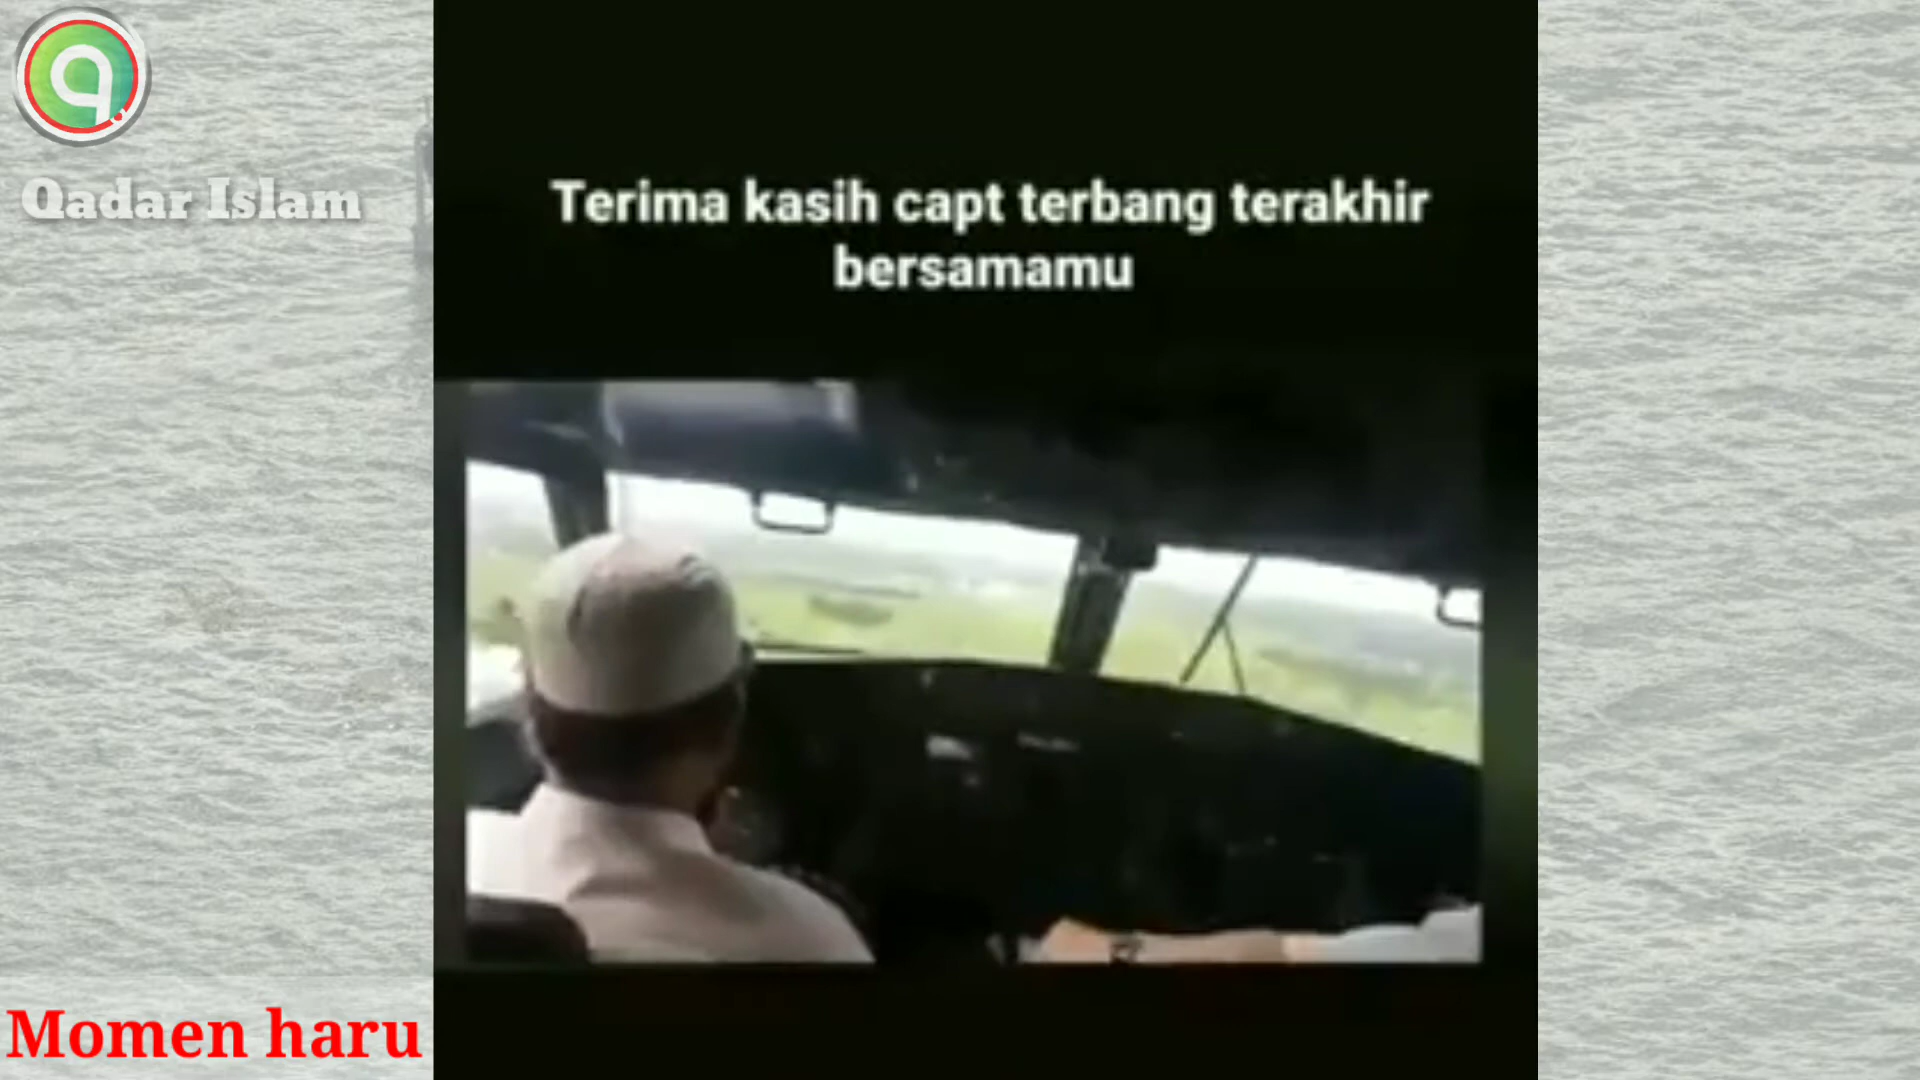 Qadar Islam
Terima kasih capt terbang terakhir
bersamamu
Momen haru